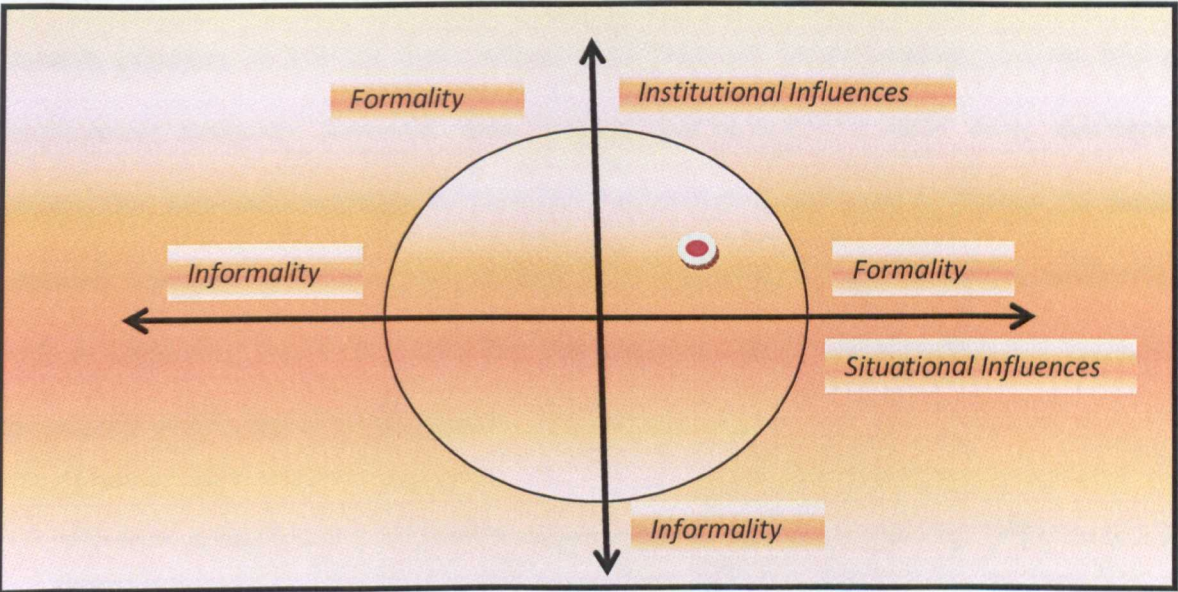 Formality
Institutional Influences
Informality
Formality
Situational Influences
Informality